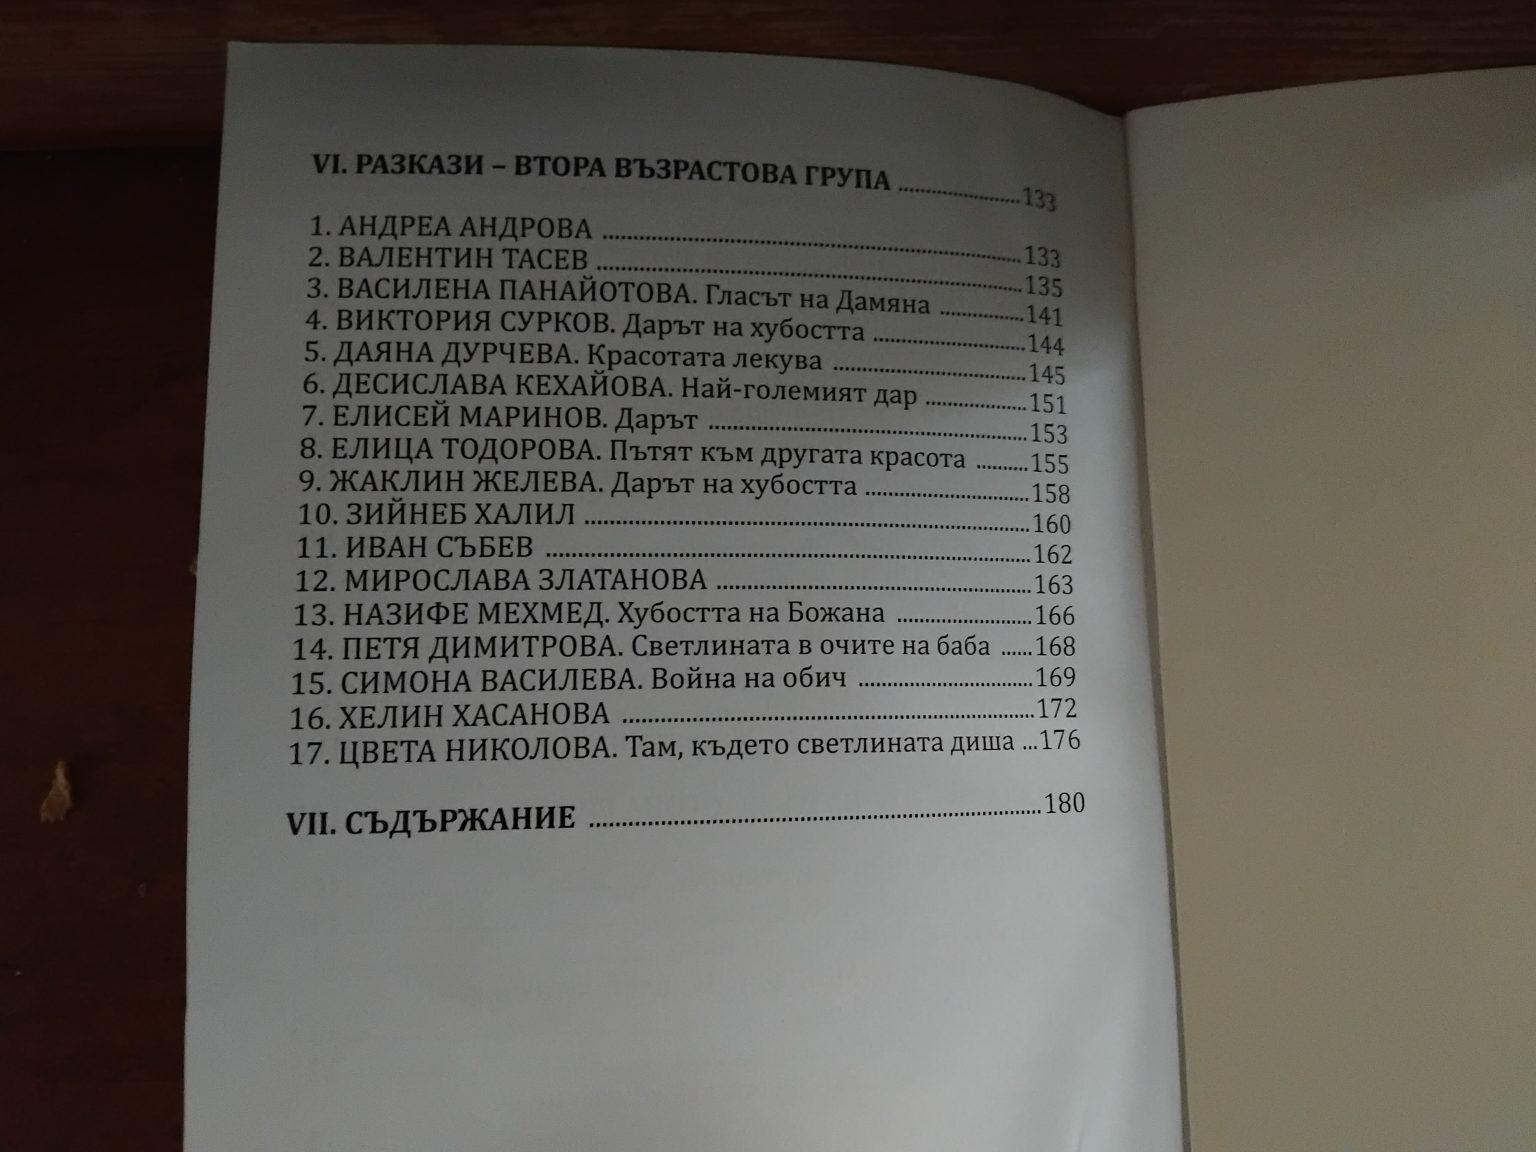 VI. РАЗКАЗИ – ВТОРА ВЪЗРАСТОВА ГРУПА ....................133
1. АНДРЕА АНДРОВА ....................133
2. ВАЛЕНТИН ТАСЕВ ....................135
3. ВАСИЛЕНА ПАНАЙОТОВА. Гласът на Дамяна ....................141
4. ВИКТОРИЯ СУРКОВ. Дарът на хубостта ....................144
5. ДАЯНА ДУРЧЕВА. Красотата лекува ....................145
6. ДЕСИСЛАВА КЕХАЙОВА. Най-големият дар ....................151
7. ЕЛИСЕЙ МАРИНОВ. Дарът ....................153
8. ЕЛИЦА ТОДОРОВА. Пътят към другата красота ..........155
9. ЖАКЛИН ЖЕЛЕВА. Дарът на хубостта ....................158
10. ЗИЙНЕБ ХАЛИЛ ....................160
11. ИВАН СЪБЕВ ....................162
12. МИРОСЛАВА ЗЛАТАНОВА ....................163
13. НАЗИФЕ МЕХМЕД. Хубостта на Божана ....................166
14. ПЕТЯ ДИМИТРОВА. Светлината в очите на баба ......168
15. СИМОНА ВАСИЛЕВА. Война на обич ....................169
16. ХЕЛИН ХАСАНОВА ....................172
17. ЦВЕТА НИКОЛОВА. Там, където светлината диша ...176
VII. СЪДЪРЖАНИЕ ....................180